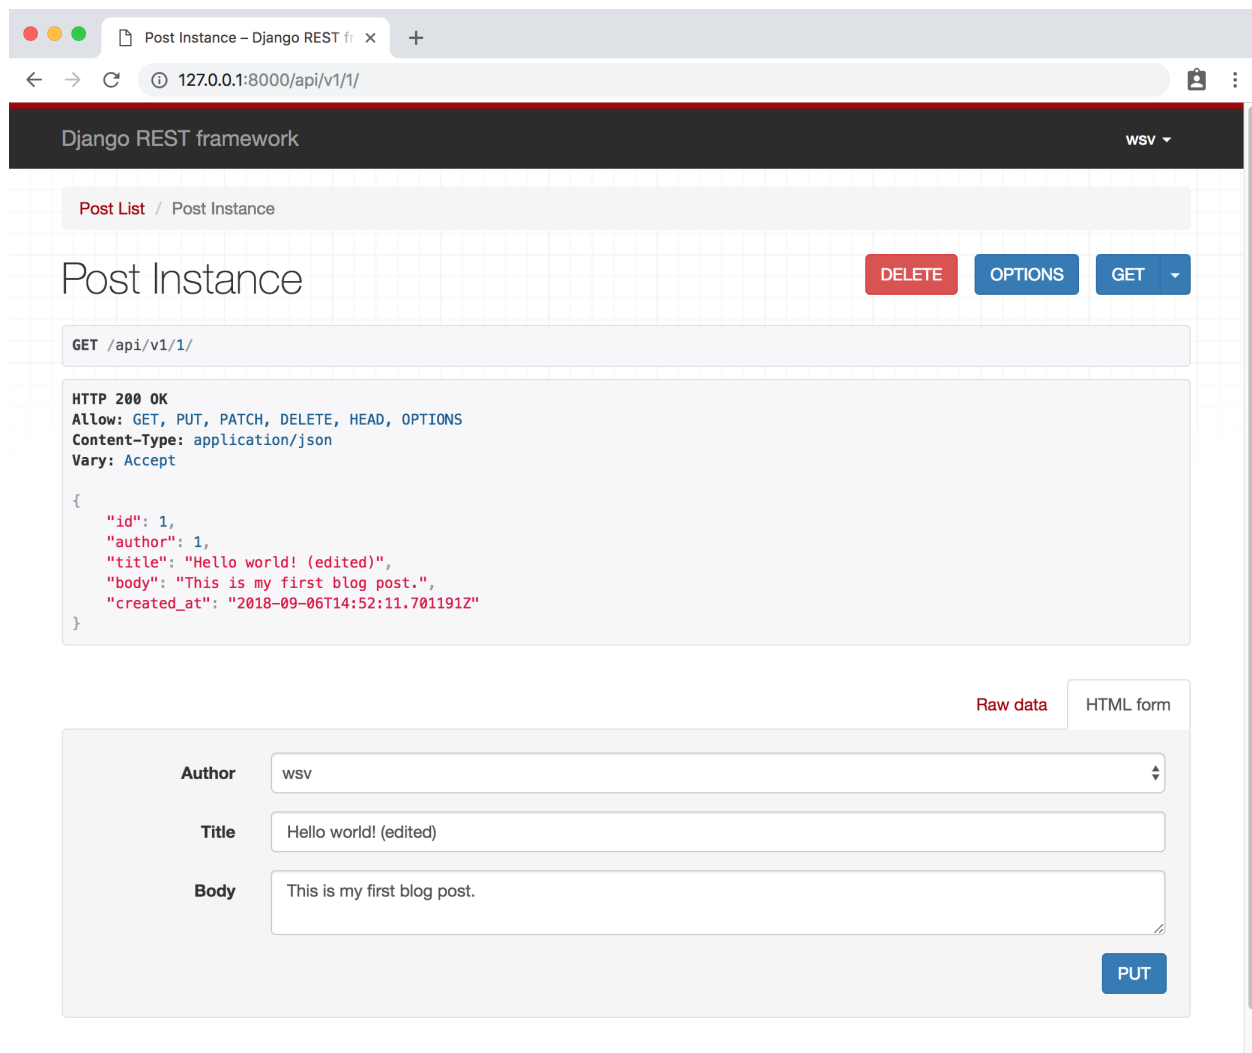 Post Instance – Django REST fr
127.0.0.1:8000/api/v1/1/
Django REST framework
wsv
Post List / Post Instance
Post Instance
DELETE
OPTIONS
GET
GET /api/v1/1/
HTTP 200 OK
Allow: GET, PUT, PATCH, DELETE, HEAD, OPTIONS
Content-Type: application/json
Vary: Accept
{
    "id": 1,
    "author": 1,
    "title": "Hello world! (edited)",
    "body": "This is my first blog post.",
    "created_at": "2018-09-06T14:52:11.701191Z"
}
Raw data
HTML form
Author
wsv
Title
Hello world! (edited)
Body
This is my first blog post.
PUT